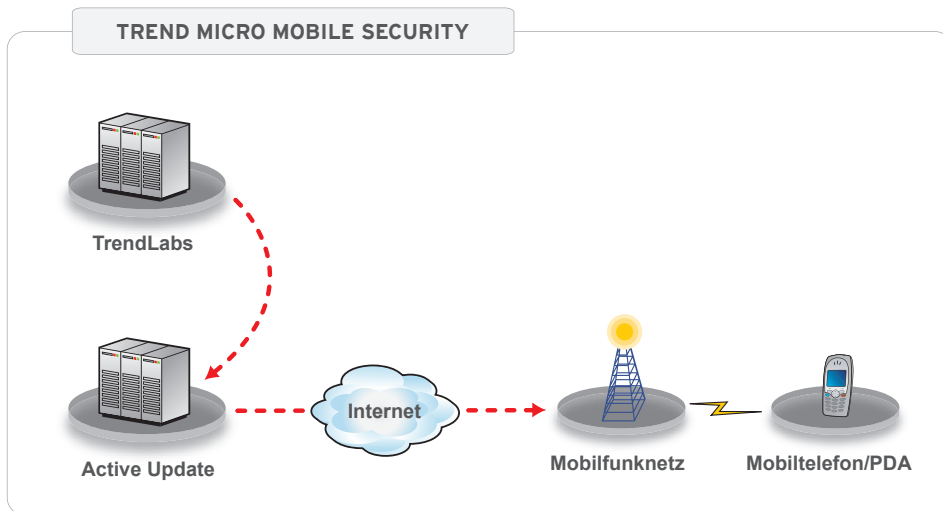 TREND MICRO MOBILE SECURITY
TrendLabs
Internet
Active Update
Mobilfunknetz
Mobiltelefon/PDA